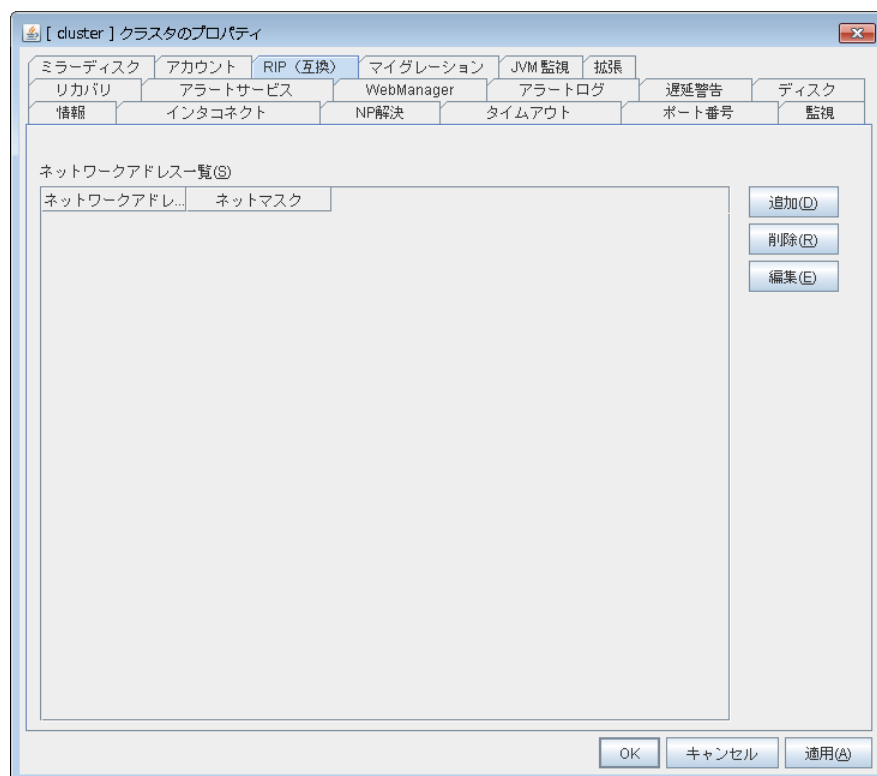 [ cluster ] クラスタのプロパティ
ミラーディスク アカウント RIP（互換） マイグレーション JVM 監視 拡張
リカバリ アラートサービス WebManager アラートログ 遅延警告 ディスク
情報 インタコネクト NP解決 タイムアウト ポート番号 監視
ネットワークアドレス一覧(S)
ネットワークアドレ... ネットマスク
追加(D)
削除(R)
編集(E)
OK キャンセル 適用(A)